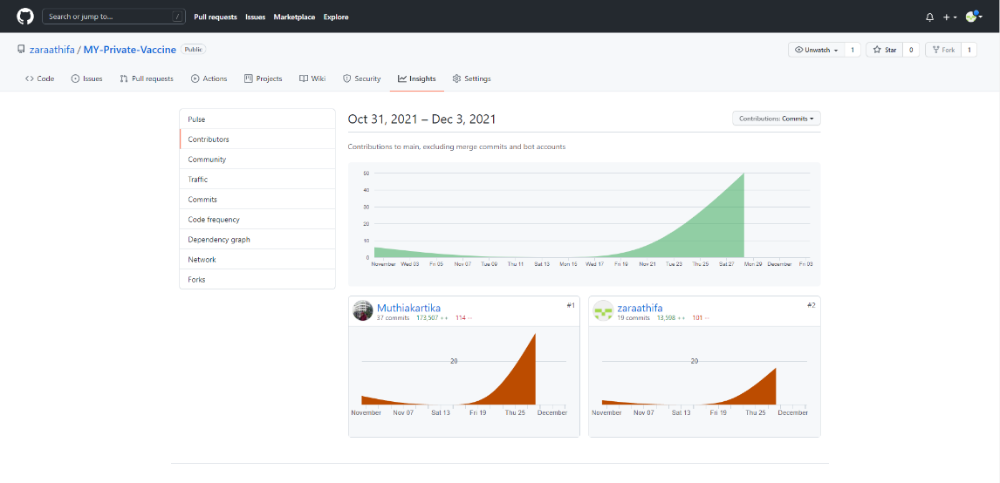 Search or jump to... / Pull requests Issues Marketplace Explore
zaraathifa / MY-Private-Vaccine Public Unwatch 1 Star 0 Fork 1
Code Issues Pull requests Actions Projects Wiki Security Insights Settings
Pulse
Contributors
Community
Traffic
Commits
Code frequency
Dependency graph
Network
Forks
Oct 31, 2021 – Dec 3, 2021 Contributions: Commits
Contributions to main, excluding merge commits and bot accounts
50
40
30
20
10
0
November Wed 03 Fri 05 Nov 07 Tue 09 Thu 11 Sat 13 Mon 15 Wed 17 Fri 19 Nov 21 Tue 23 Thu 25 Sat 27 Mon 29 December Fri 03
Muthiakartika #1
37 commits 173,507 ++ 114 --
20
November Nov 07 Sat 13 Fri 19 Thu 25 December
zaraathifa #2
19 commits 13,598 ++ 101 --
20
November Nov 07 Sat 13 Fri 19 Thu 25 December